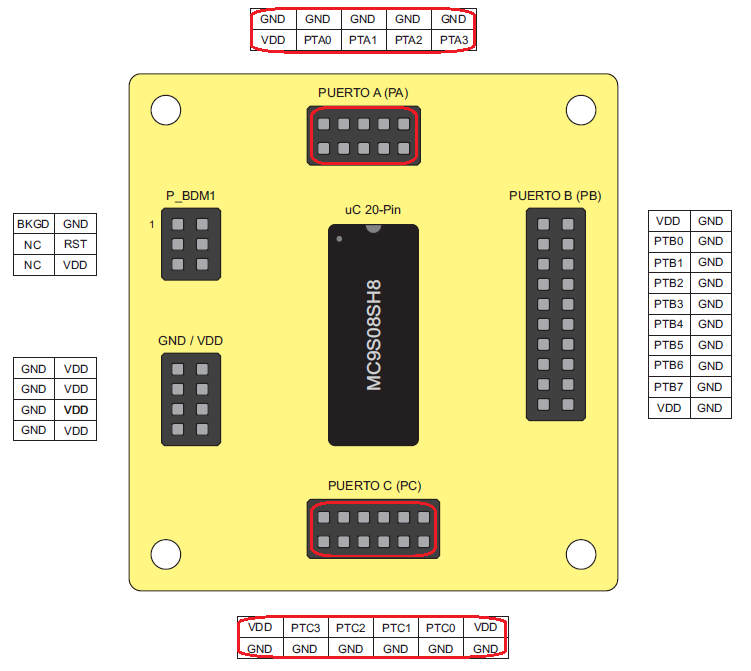 GND GND GND GND GND
VDD PTA0 PTA1 PTA2 PTA3
PUERTO A (PA)
P_BDM1
1
BKGD GND
NC RST
NC VDD
uC 20-Pin
MC9S08SH8
PUERTO B (PB)
VDD GND
PTB0 GND
PTB1 GND
PTB2 GND
PTB3 GND
PTB4 GND
PTB5 GND
PTB6 GND
PTB7 GND
VDD GND
GND / VDD
GND VDD
GND VDD
GND VDD
GND VDD
PUERTO C (PC)
VDD PTC3 PTC2 PTC1 PTC0 VDD
GND GND GND GND GND GND